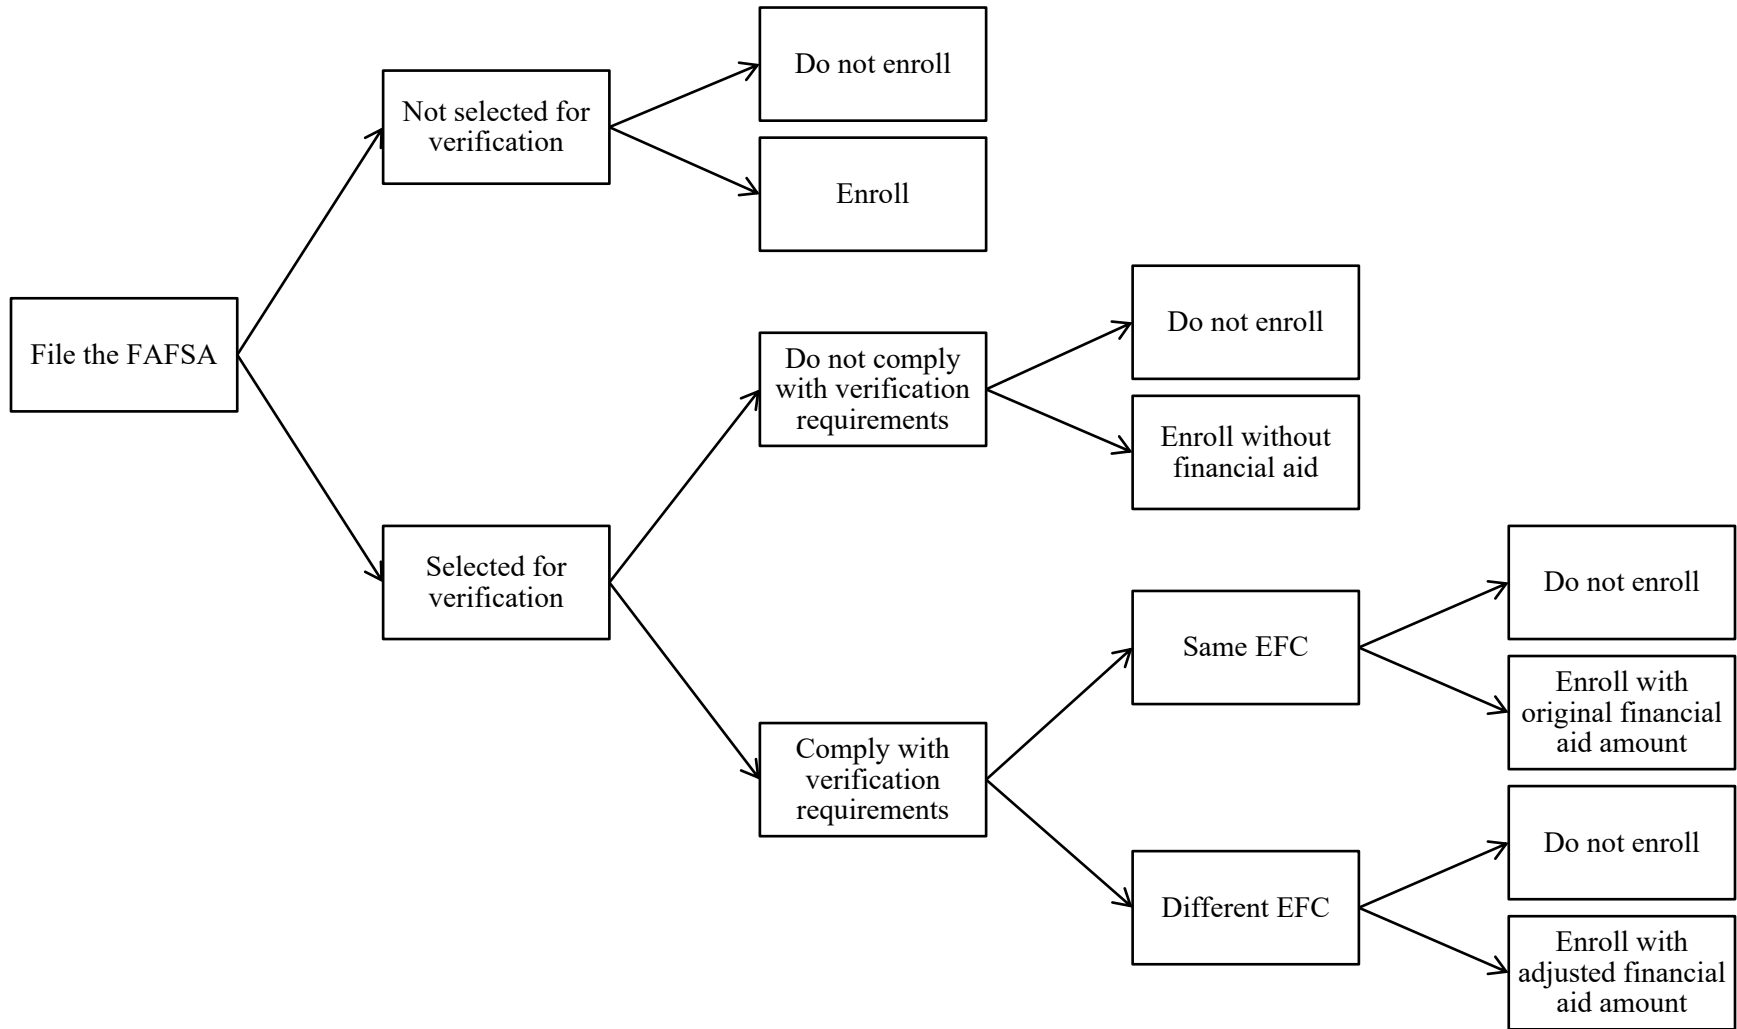 Do not enroll
Not selected for
verification
Enroll
File the FAFSA
Do not enroll
Do not comply
with verification
requirements
Enroll without
financial aid
Selected for
verification
Do not enroll
Same EFC
Enroll with
original financial
aid amount
Comply with
verification
requirements
Do not enroll
Different EFC
Enroll with
adjusted financial
aid amount